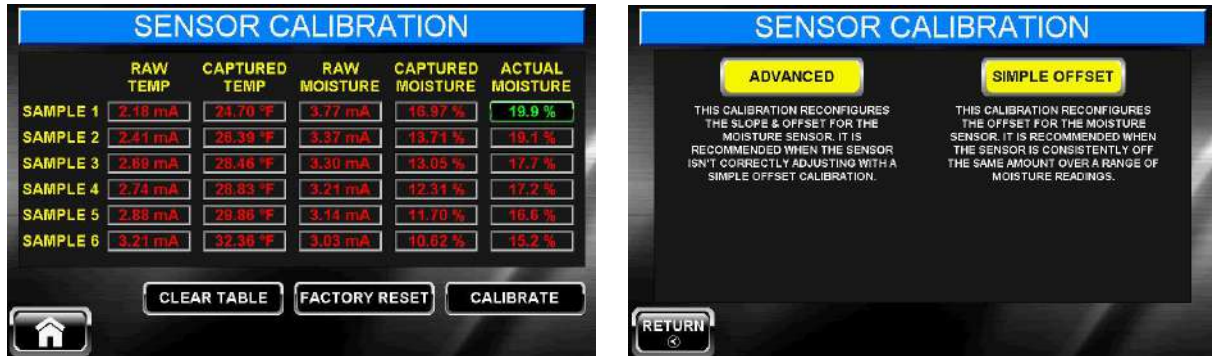 SENSOR CALIBRATION
RAW TEMP CAPTURED TEMP RAW MOISTURE CAPTURED MOISTURE ACTUAL MOISTURE
SAMPLE 1 2.18 mA 24.70 °F 3.77 mA 16.97 % 19.9 %
SAMPLE 2 2.41 mA 26.39 °F 3.37 mA 13.71 % 19.1 %
SAMPLE 3 2.69 mA 28.46 °F 3.30 mA 13.05 % 17.7 %
SAMPLE 4 2.74 mA 28.83 °F 3.21 mA 12.31 % 17.2 %
SAMPLE 5 2.88 mA 29.86 °F 3.14 mA 11.70 % 16.6 %
SAMPLE 6 3.21 mA 32.36 °F 3.03 mA 10.62 % 15.2 %
CLEAR TABLE FACTORY RESET CALIBRATE
SENSOR CALIBRATION
ADVANCED
THIS CALIBRATION RECONFIGURES
THE SLOPE & OFFSET FOR THE
MOISTURE SENSOR. IT IS
RECOMMENDED WHEN THE SENSOR
ISN'T CORRECTLY ADJUSTING WITH A
SIMPLE OFFSET CALIBRATION.
SIMPLE OFFSET
THIS CALIBRATION RECONFIGURES
THE OFFSET FOR THE MOISTURE
SENSOR. IT IS RECOMMENDED WHEN
THE SENSOR IS CONSISTENTLY OFF
THE SAME AMOUNT OVER A RANGE OF
MOISTURE READINGS.
RETURN